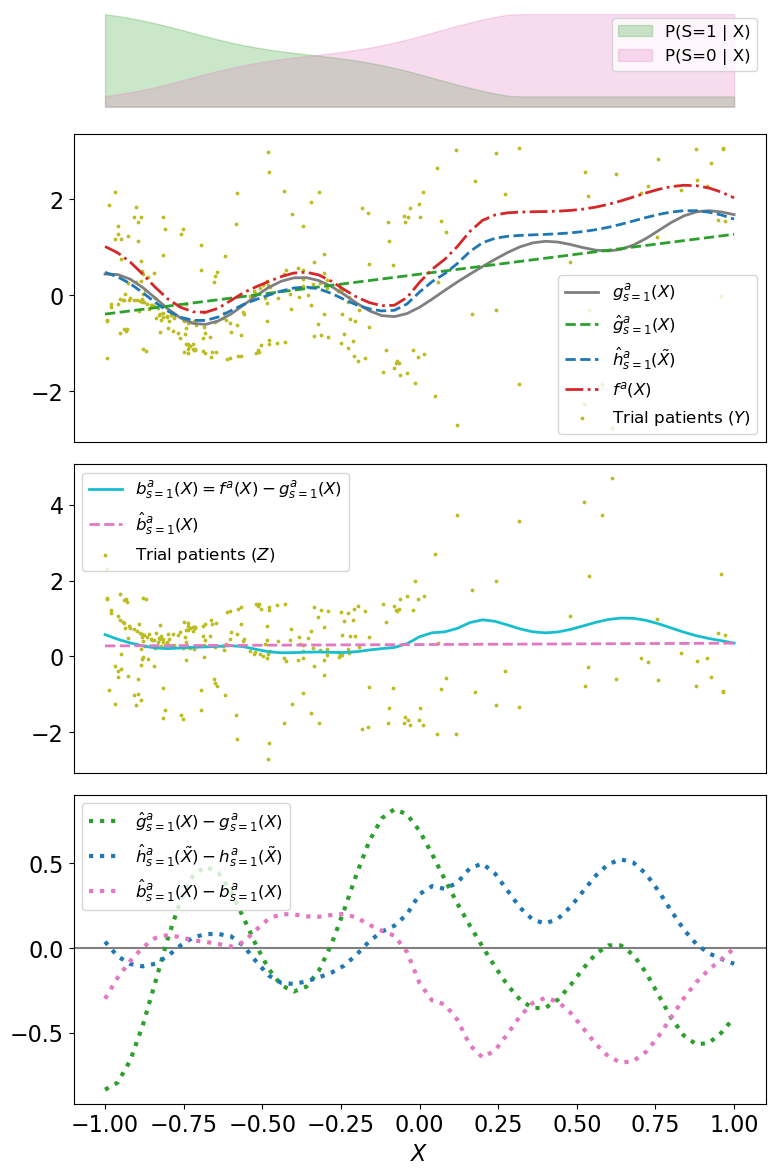 P(S=1 | X)
P(S=0 | X)
2
0
−2
g^a_{s=1}(X)
ĝ^a_{s=1}(X)
ĥ^a_{s=1}(X̃)
f^a(X)
Trial patients (Y)
4
2
0
−2
b^a_{s=1}(X) = f^a(X) − g^a_{s=1}(X)
b̂^a_{s=1}(X)
Trial patients (Z)
0.5
0.0
−0.5
ĝ^a_{s=1}(X) − g^a_{s=1}(X)
ĥ^a_{s=1}(X̃) − h^a_{s=1}(X̃)
b̂^a_{s=1}(X) − b^a_{s=1}(X)
−1.00 −0.75 −0.50 −0.25 0.00 0.25 0.50 0.75 1.00
X